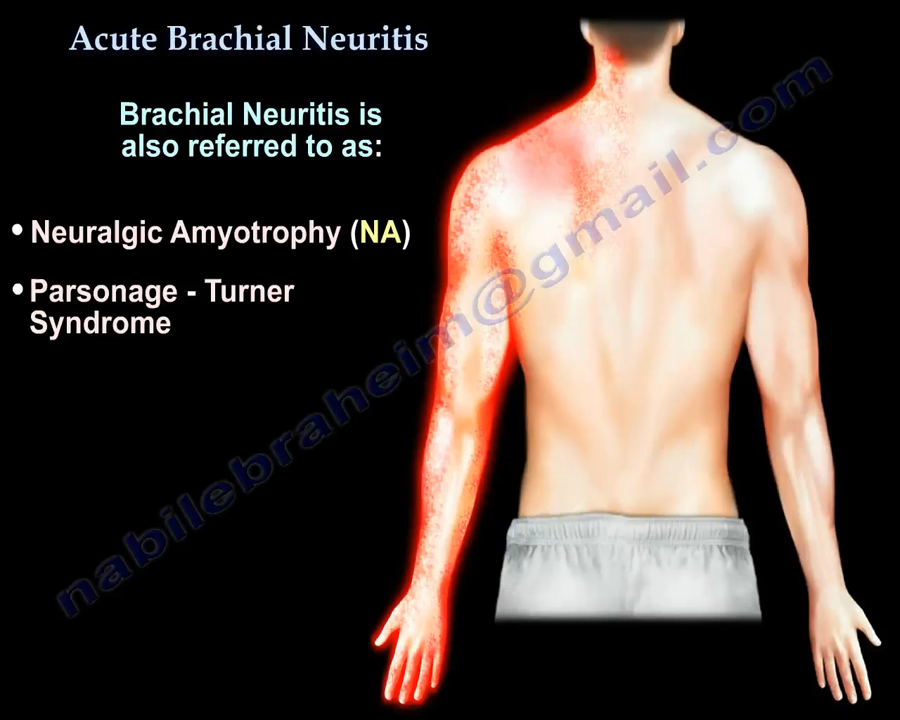 Acute Brachial Neuritis
Brachial Neuritis is
also referred to as:
• Neuralgic Amyotrophy (NA)
• Parsonage - Turner
Syndrome
nabilebraheim@gmail.com